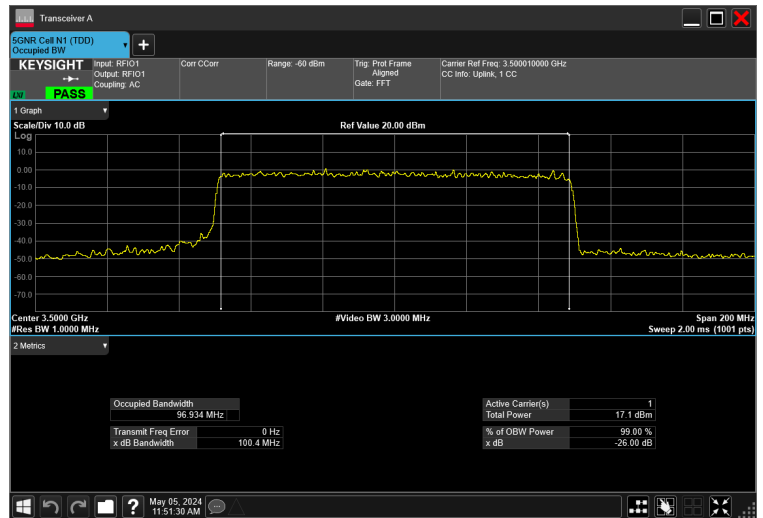 Transceiver A
5GNR Cell N1 (TDD)
Occupied BW
+
KEYSIGHT
LXI
PASS
Input: RFIO1
Output: RFIO1
Coupling: AC
Corr CCorr
Range: -60 dBm
Trig: Prot Frame
Aligned
Gate: FFT
Carrier Ref Freq: 3.500010000 GHz
CC Info: Uplink, 1 CC
1 Graph
Scale/Div 10.0 dB
Ref Value 20.00 dBm
Log
10.0
0.00
-10.0
-20.0
-30.0
-40.0
-50.0
-60.0
-70.0
Center 3.5000 GHz
#Video BW 3.0000 MHz
Span 200 MHz
#Res BW 1.0000 MHz
Sweep 2.00 ms (1001 pts)
2 Metrics
Occupied Bandwidth
96.934 MHz
Transmit Freq Error 0 Hz
x dB Bandwidth 100.4 MHz
Active Carrier(s) 1
Total Power 17.1 dBm
% of OBW Power 99.00 %
x dB -26.00 dB
?
May 05, 2024
11:51:30 AM